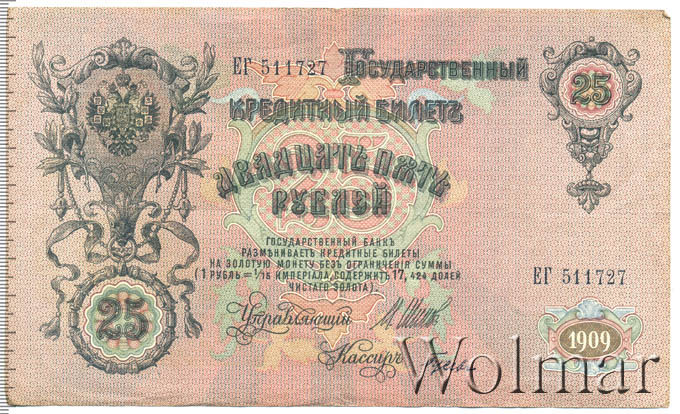 ЕГ 511727 Государственный
25
кредитный билетъ
двадцать пять
рублей
ГОСУДАРСТВЕННЫЙ БАНКЪ
РАЗМѢНИВАЕТЪ КРЕДИТНЫЕ БИЛЕТЫ
НА ЗОЛОТУЮ МОНЕТУ БЕЗЪ ОГРАНИЧЕНІЯ СУММЫ
(1 РУБЛЬ = 1/15 ИМПЕРІАЛА, СОДЕРЖИТЪ 17,424 ДОЛЕЙ
ЧИСТАГО ЗОЛОТА).
ЕГ 511727
25
Управляющій
1909
Кассиръ
Wolmar